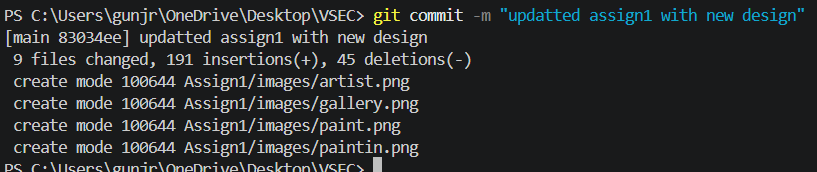 PS C:\Users\gunjr\OneDrive\Desktop\VSEC> git commit -m "updatted assign1 with new design"
[main 83034ee] updatted assign1 with new design
 9 files changed, 191 insertions(+), 45 deletions(-)
 create mode 100644 Assign1/images/artist.png
 create mode 100644 Assign1/images/gallery.png
 create mode 100644 Assign1/images/paint.png
 create mode 100644 Assign1/images/paintin.png
PS C:\Users\gunjr\OneDrive\Desktop\VSEC>